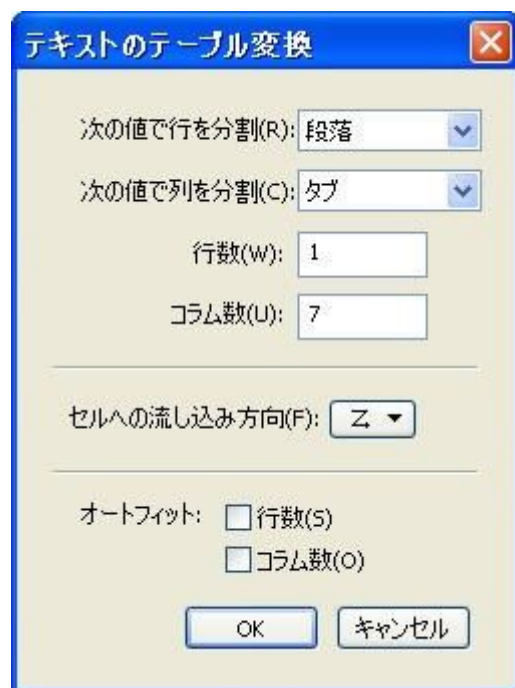 テキストのテーブル変換
次の値で行を分割(R): 段落
次の値で列を分割(C): タブ
行数(W): 1
コラム数(U): 7
セルへの流し込み方向(F):
オートフィット: 行数(S)
コラム数(O)
OK キャンセル